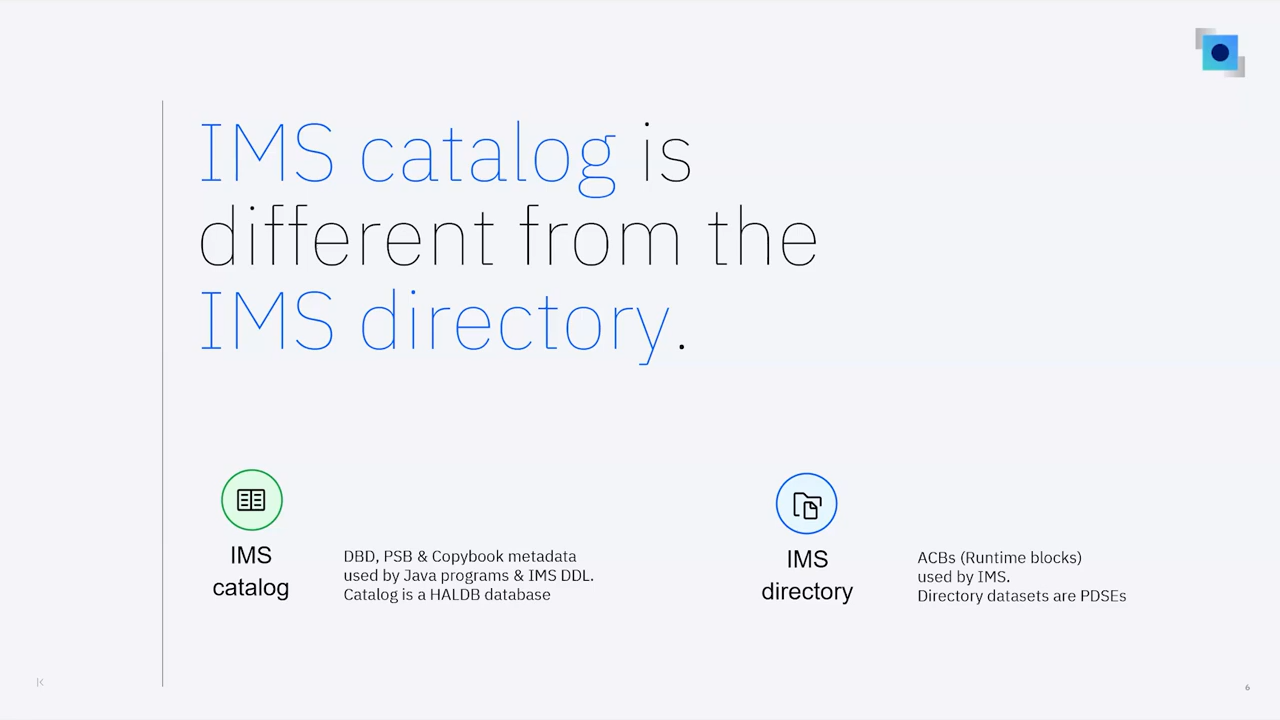 IMS catalog is
different from the
IMS directory.
IMS
catalog
DBD, PSB & Copybook metadata
used by Java programs & IMS DDL.
Catalog is a HALDB database
IMS
directory
ACBs (Runtime blocks)
used by IMS.
Directory datasets are PDSEs
6